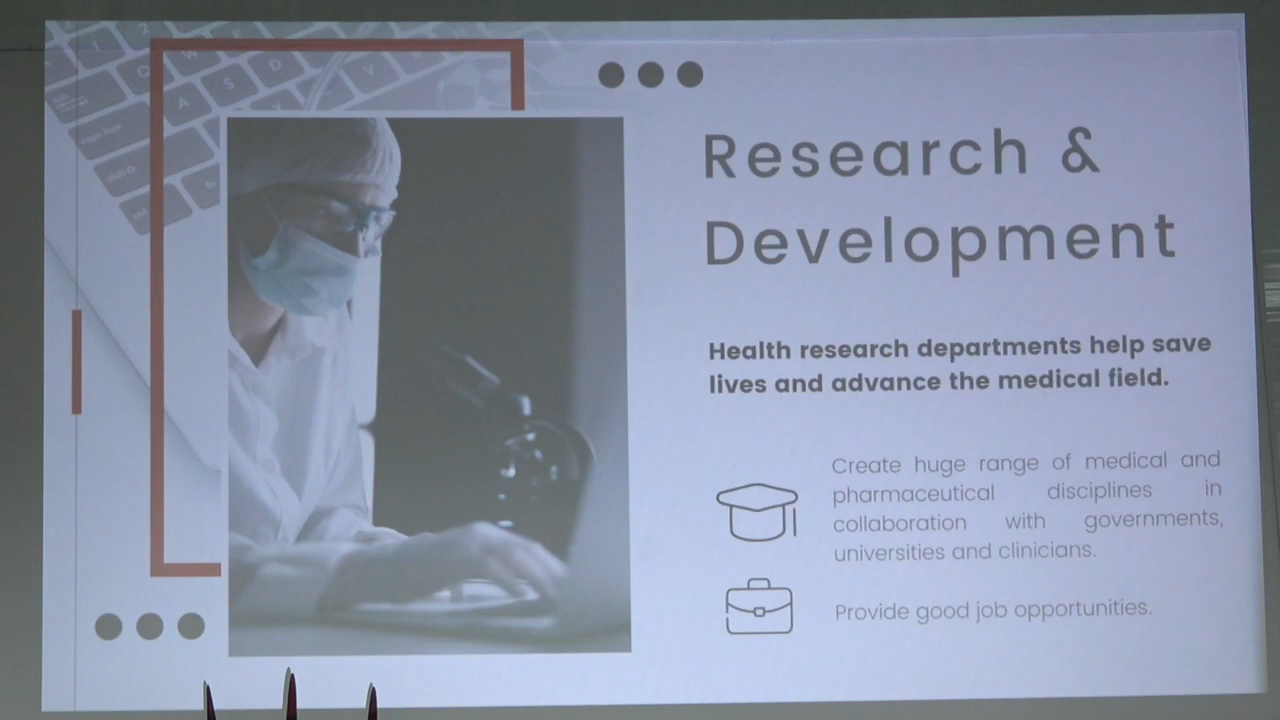 Research &
Development
Health research departments help save
lives and advance the medical field.
Create huge range of medical and
pharmaceutical disciplines in
collaboration with governments,
universities and clinicians.
Provide good job opportunities.